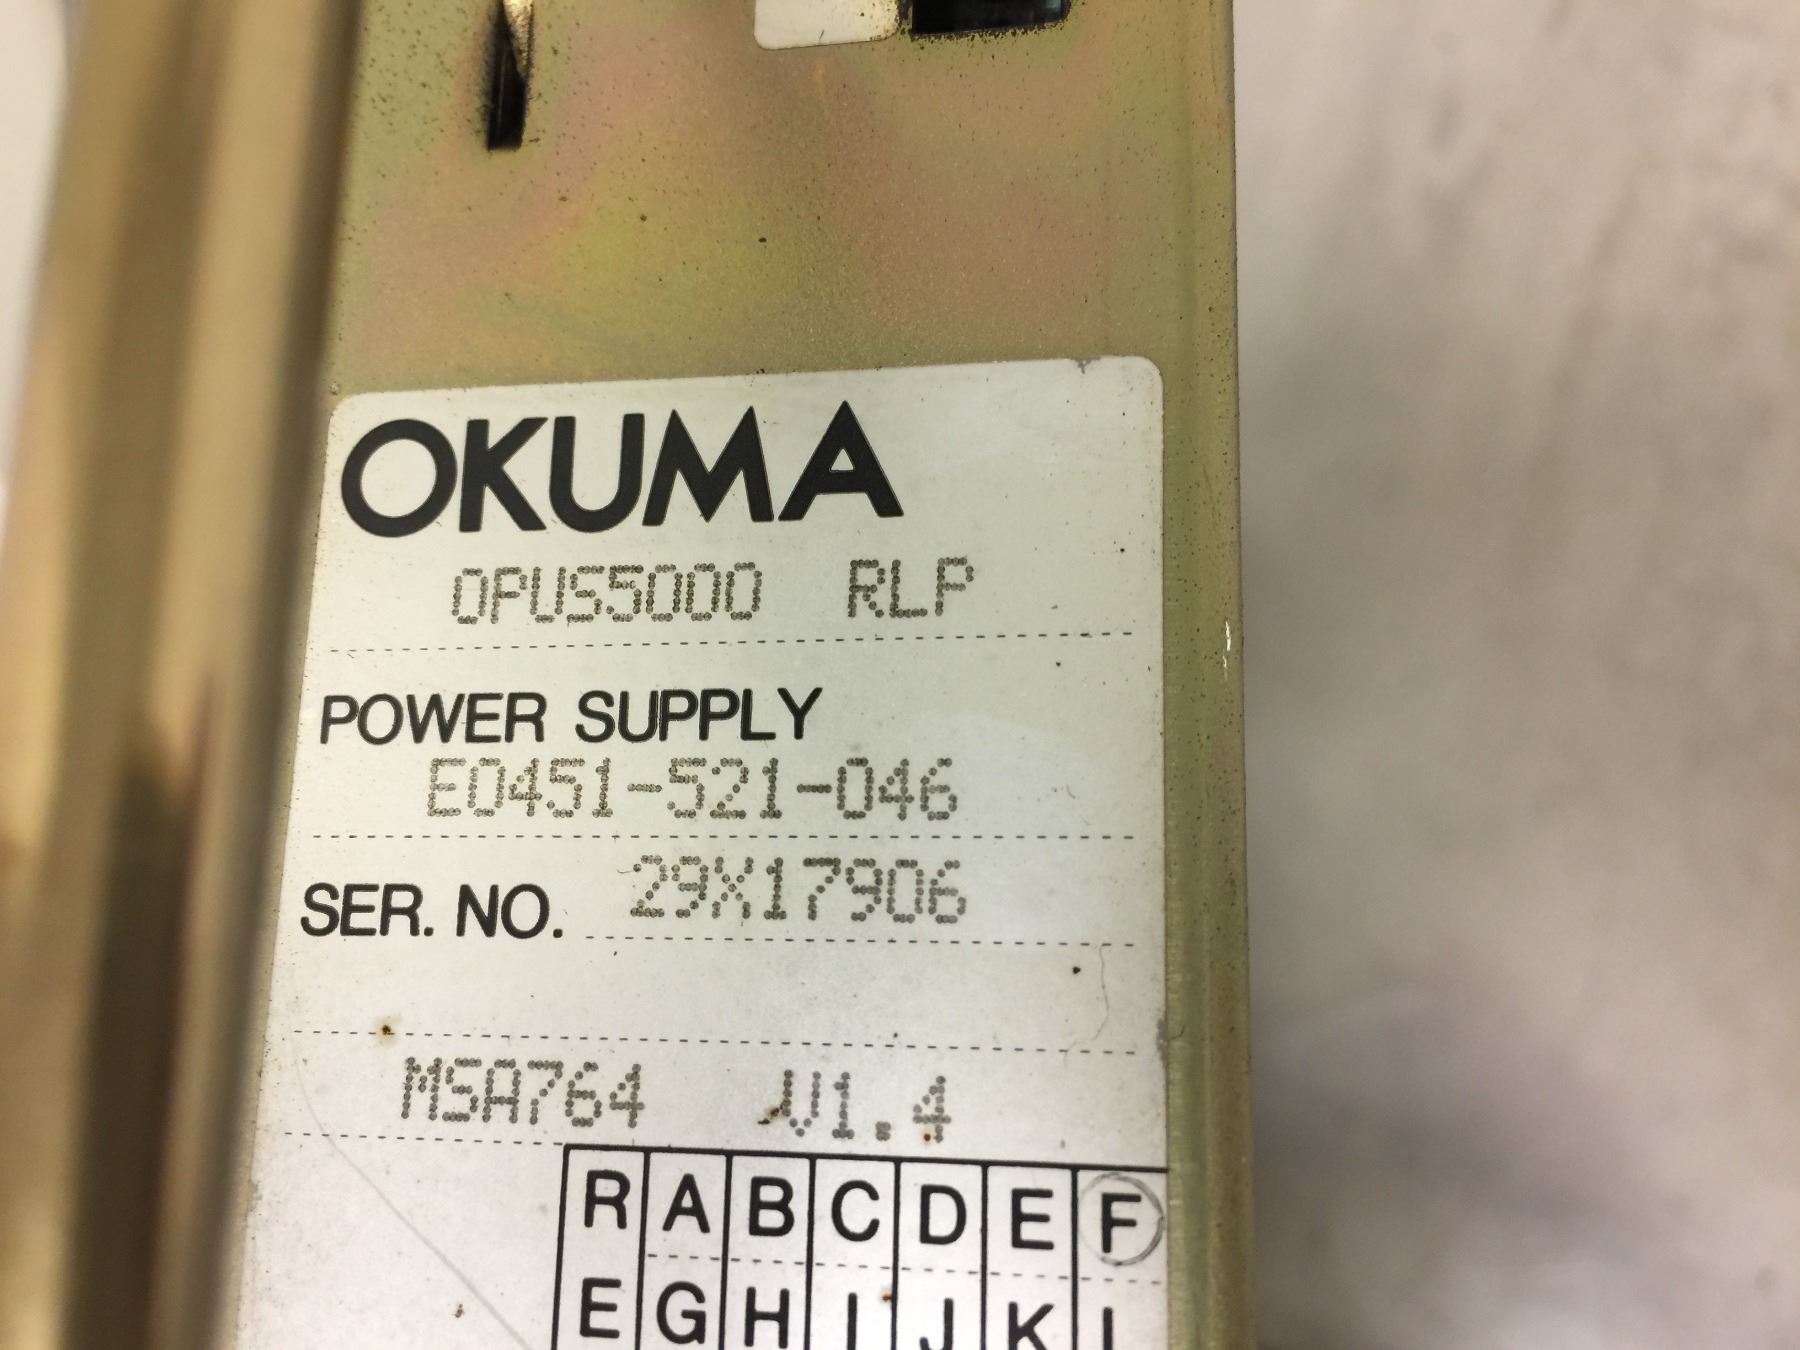 OKUMA
OPUS5000 RLP
POWER SUPPLY
E0451-521-046
SER. NO. 29X17906
MSA764 V1.4
R A B C D E F
E G H I J K L